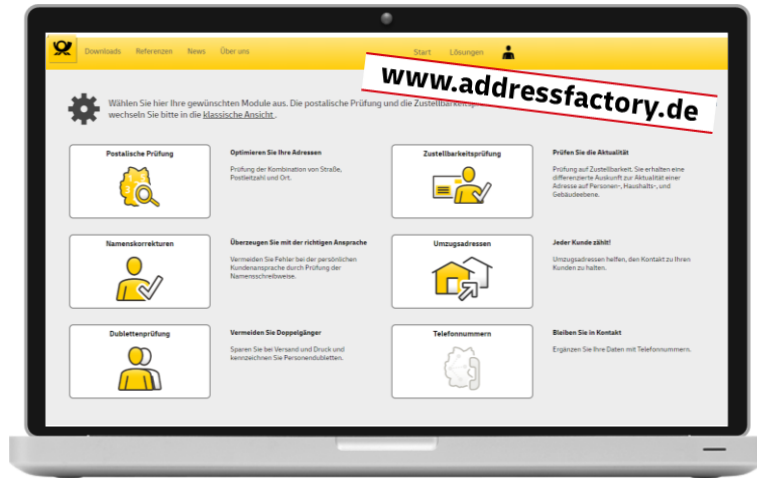 Downloads Referenzen News Über uns Start Lösungen
www.addressfactory.de
Wählen Sie hier Ihre gewünschten Module aus. Die postalische Prüfung und die
wechseln Sie bitte in die klassische Ansicht .
Postalische Prüfung
Optimieren Sie Ihre Adressen
Prüfung der Kombination von Straße,
Postleitzahl und Ort.
Zustellbarkeitsprüfung
Prüfen Sie die Aktualität
Prüfung auf Zustellbarkeit. Sie erhalten eine
differenzierte Auskunft zur Aktualität einer
Adresse auf Personen-, Haushalts-, und
Gebäudeebene.
Namenskorrekturen
Überzeugen Sie mit der richtigen Ansprache
Vermeiden Sie Fehler bei der persönlichen
Kundenansprache durch Prüfung der
Namensschreibweise.
Umzugsadressen
Jeder Kunde zählt!
Umzugsadressen helfen, den Kontakt zu Ihren
Kunden zu halten.
Dublettenprüfung
Vermeiden Sie Doppelgänger
Sparen Sie bei Versand und Druck und
kennzeichnen Sie Personendubletten.
Telefonnummern
Bleiben Sie in Kontakt
Ergänzen Sie Ihre Daten mit Telefonnummern.